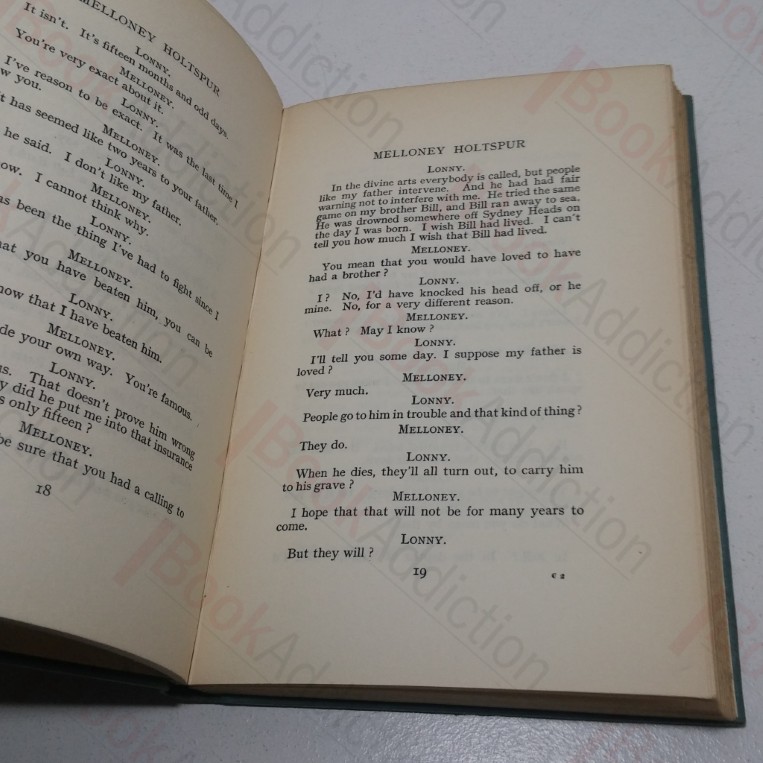 MELLONEY HOLTSPUR
It isn't. It's fifteen months and odd days.
LONNY.
You're very exact about it.
MELLONEY.
I've reason to be exact. It was the last time I
LONNY.
you.
MELLONEY.
it has seemed like two years to your father.
LONNY.
he said. I don't like my father.
MELLONEY.
I cannot think why.
LONNY.
been the thing I've had to fight since I
MELLONEY.
you have beaten him, you can be
LONNY.
that I have beaten him.
MELLONEY.
your own way. You're famous.
LONNY.
That doesn't prove him wrong
did he put me into that insurance
only fifteen ?
MELLONEY.
be sure that you had a calling to
18
MELLONEY HOLTSPUR
LONNY.
In the divine arts everybody is called, but people
like my father intervene. And he had had fair
warning not to interfere with me. He tried the same
game on my brother Bill, and Bill ran away to sea.
He was drowned somewhere off Sydney Heads on
the day I was born. I wish Bill had lived. I can't
tell you how much I wish that Bill had lived.
MELLONEY.
You mean that you would have loved to have
had a brother ?
LONNY.
I ? No, I'd have knocked his head off, or he
mine. No, for a very different reason.
MELLONEY.
What ? May I know ?
LONNY.
I'll tell you some day. I suppose my father is
loved ?
MELLONEY.
Very much.
LONNY.
People go to him in trouble and that kind of thing ?
MELLONEY.
They do.
LONNY.
When he dies, they'll all turn out, to carry him
to his grave ?
MELLONEY.
I hope that that will not be for many years to
come.
LONNY.
But they will ?
19
C 2
BookAddiction